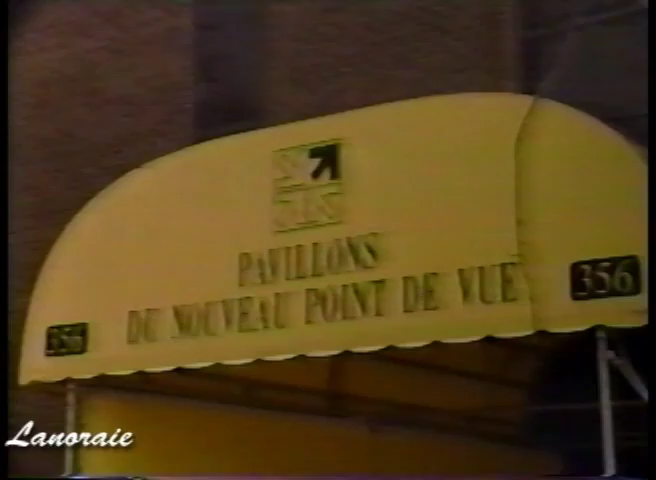 PAVILLONS
DU NOUVEAU POINT DE VUE
356
356
Lanoraie